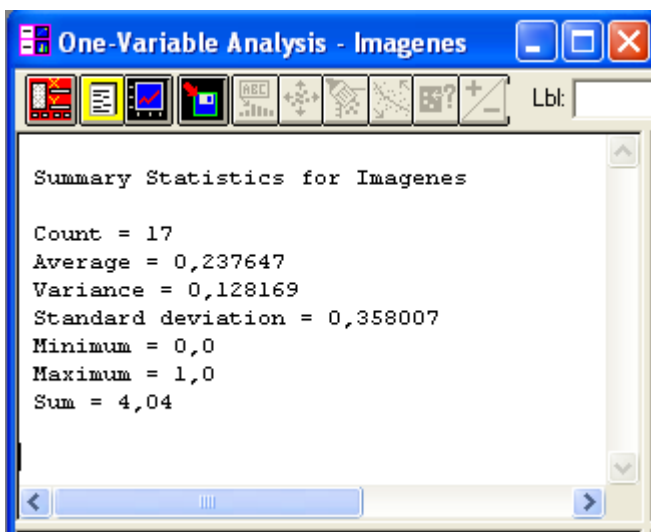 One-Variable Analysis - Imagenes
ABC
Lbl:
Summary Statistics for Imagenes
Count = 17
Average = 0,237647
Variance = 0,128169
Standard deviation = 0,358007
Minimum = 0,0
Maximum = 1,0
Sum = 4,04